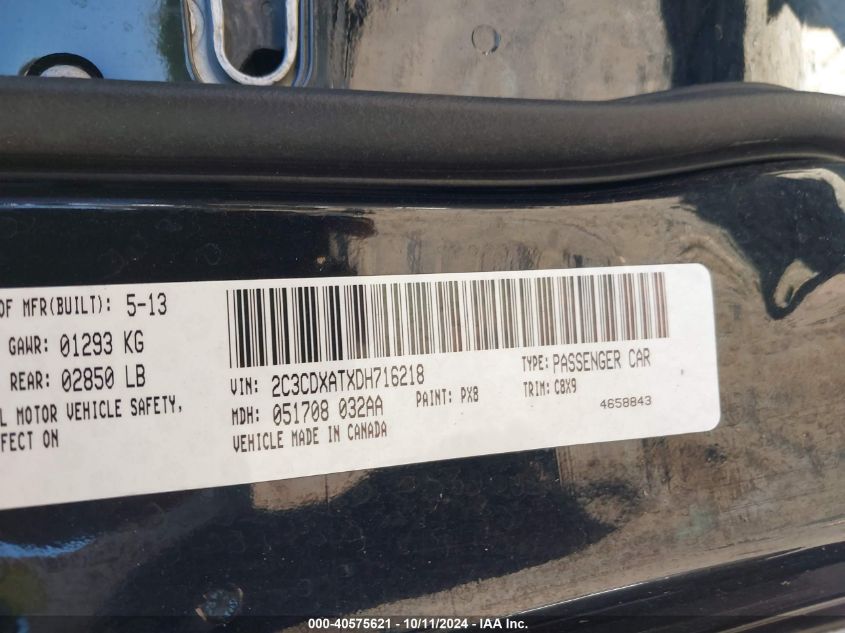 OF MFR(BUILT): 5-13
GAWR: 01293 KG
REAR: 02850 LB
L MOTOR VEHICLE SAFETY,
FECT ON
VIN: 2C3CDXATXDH716218
TYPE: PASSENGER CAR
MDH: 051708 032AA
PAINT: PX8
TRIM: C8X9
VEHICLE MADE IN CANADA
4658843
000-40575621 - 10/11/2024 - IAA Inc.